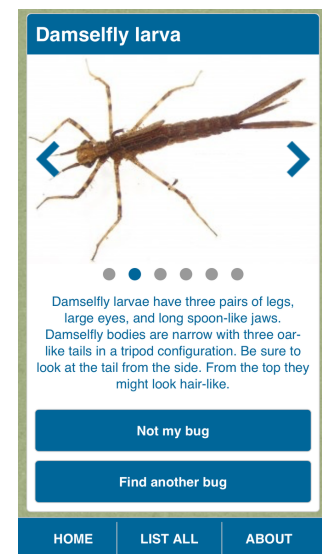 Damselfly larva
Damselfly larvae have three pairs of legs,
large eyes, and long spoon-like jaws.
Damselfly bodies are narrow with three oar-
like tails in a tripod configuration. Be sure to
look at the tail from the side. From the top they
might look hair-like.
Not my bug
Find another bug
HOME LIST ALL ABOUT